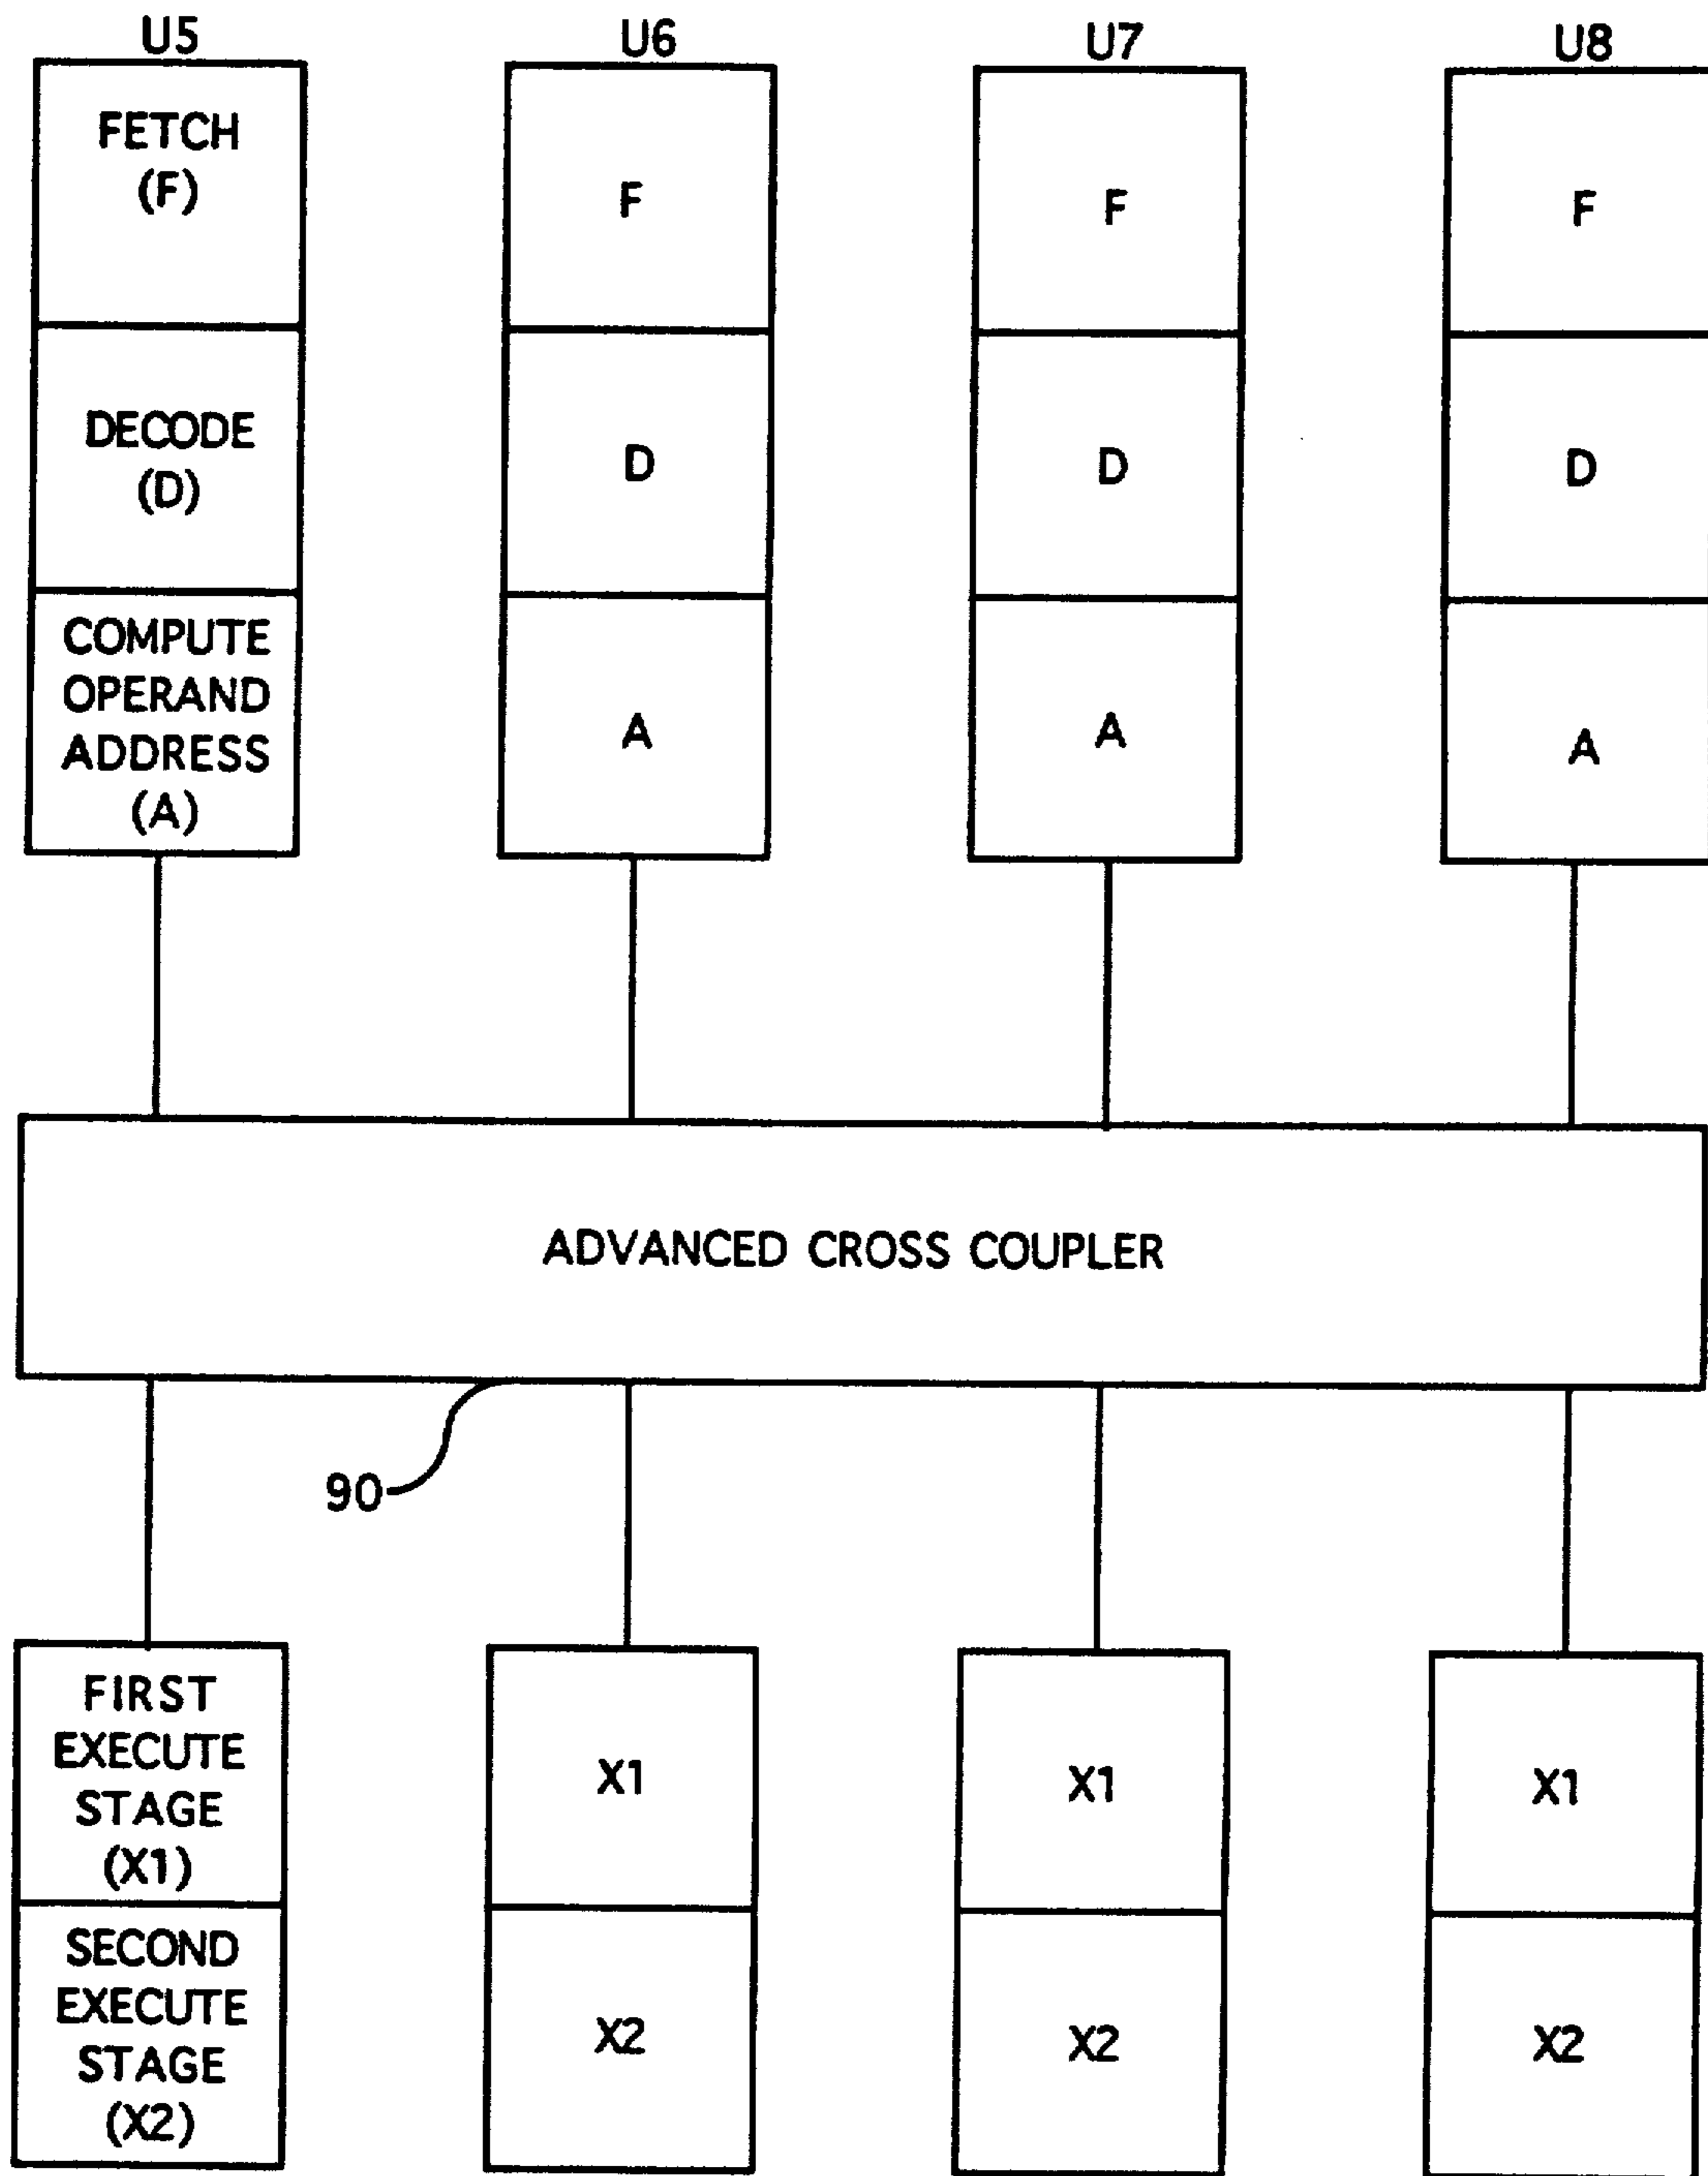 U5 U6 U7 U8
FETCH
(F)
F F F
DECODE
(D)
D D D
COMPUTE
OPERAND
ADDRESS
(A)
A A A
ADVANCED CROSS COUPLER
90
FIRST
EXECUTE
STAGE
(X1)
X1 X1 X1
SECOND
EXECUTE
STAGE
(X2)
X2 X2 X2